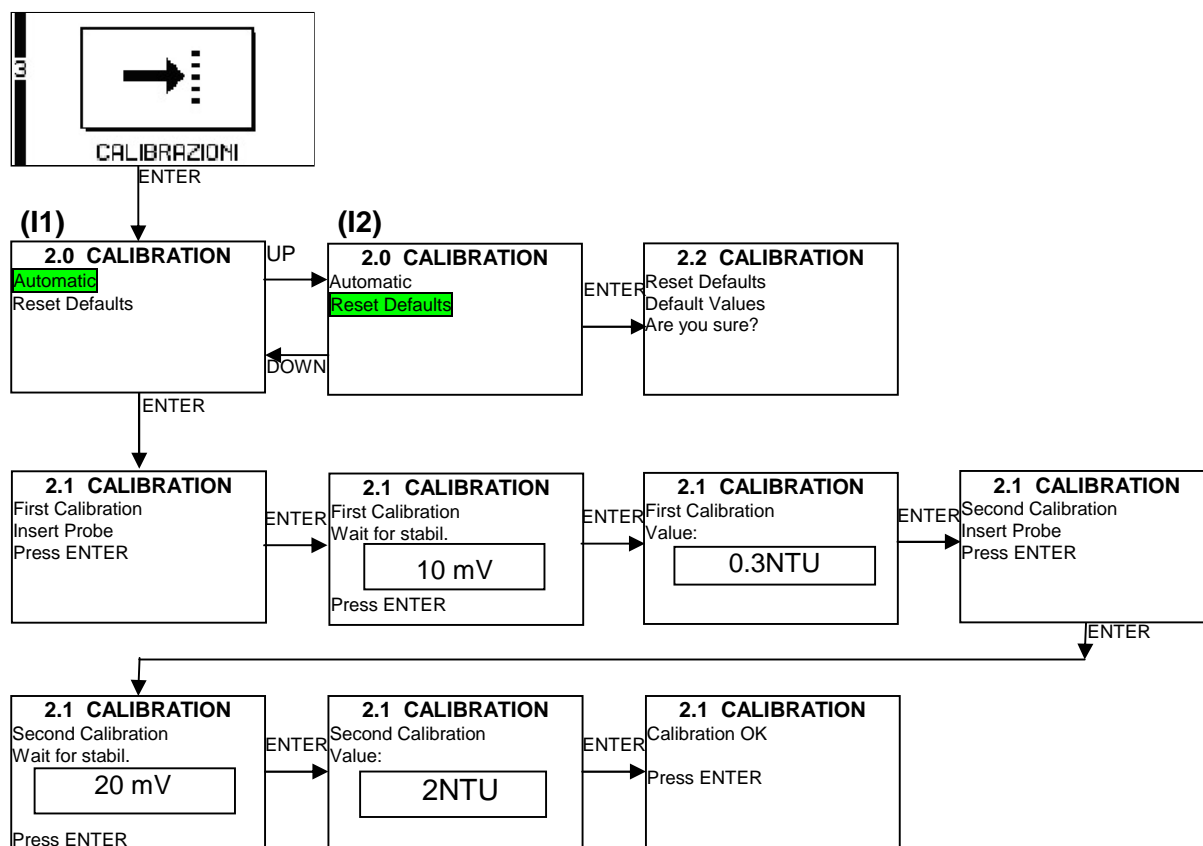 3
CALIBRAZIONI
ENTER
(I1)
2.0 CALIBRATION
Automatic
Reset Defaults
UP
DOWN
(I2)
2.0 CALIBRATION
Automatic
Reset Defaults
ENTER
2.2 CALIBRATION
Reset Defaults
Default Values
Are you sure?
ENTER
2.1 CALIBRATION
First Calibration
Insert Probe
Press ENTER
ENTER
2.1 CALIBRATION
First Calibration
Wait for stabil.
10 mV
Press ENTER
ENTER
2.1 CALIBRATION
First Calibration
Value:
0.3NTU
ENTER
2.1 CALIBRATION
Second Calibration
Insert Probe
Press ENTER
ENTER
2.1 CALIBRATION
Second Calibration
Wait for stabil.
20 mV
Press ENTER
ENTER
2.1 CALIBRATION
Second Calibration
Value:
2NTU
ENTER
2.1 CALIBRATION
Calibration OK
Press ENTER